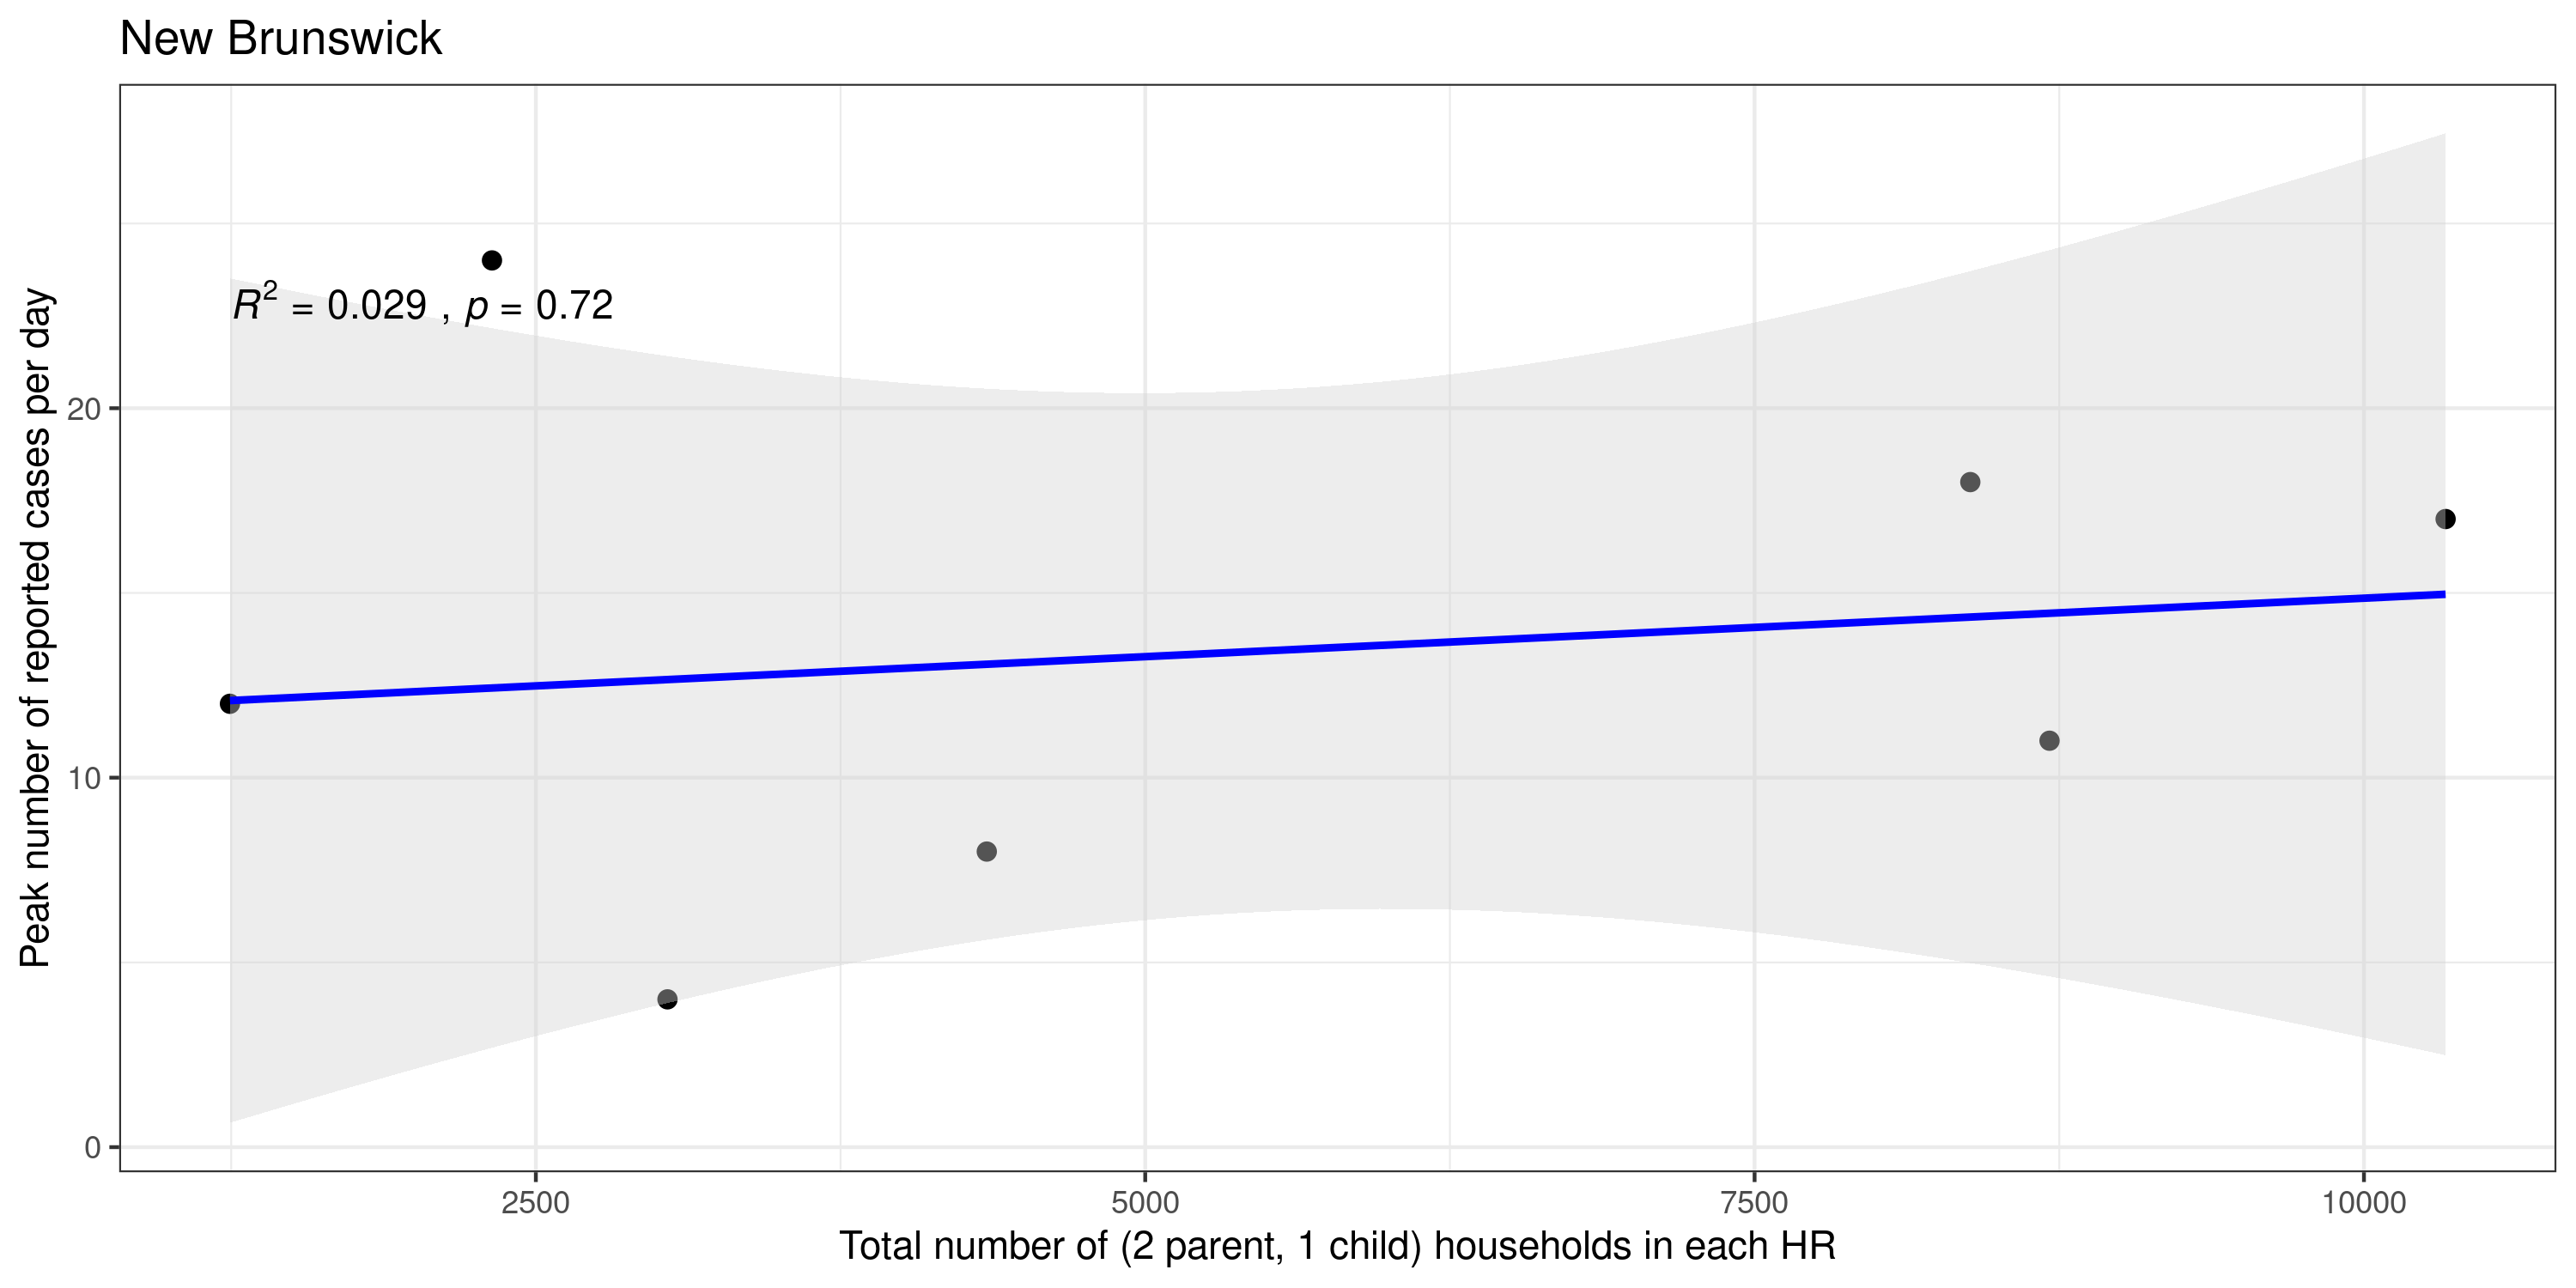 New Brunswick
R² = 0.029 , p = 0.72
Peak number of reported cases per day
20
10
0
2500 5000 7500 10000
Total number of (2 parent, 1 child) households in each HR